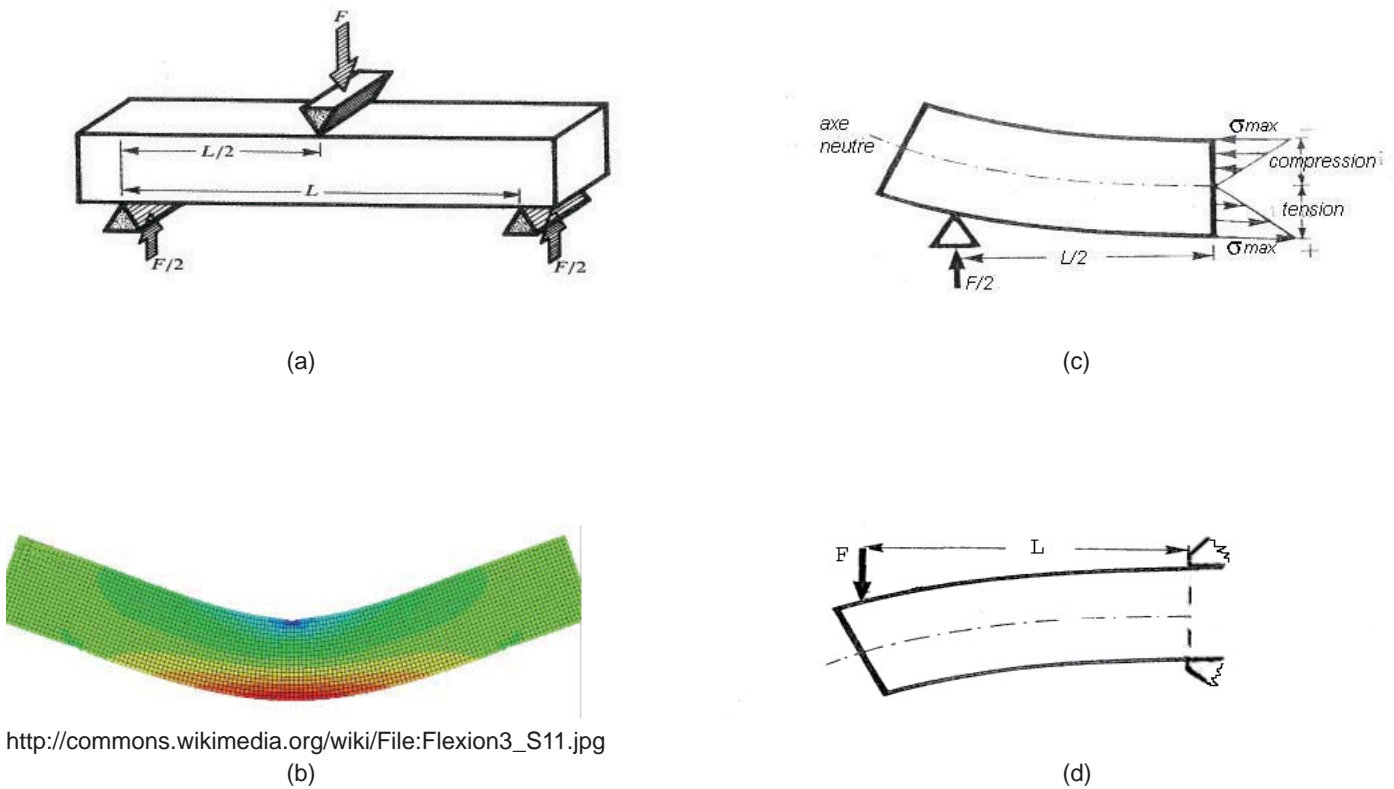 F
L/2
L
F/2
F/2
(a)
axe
neutre
σmax
compression
tension
σmax
+
L/2
F/2
(c)
http://commons.wikimedia.org/wiki/File:Flexion3_S11.jpg
(b)
F
L
(d)